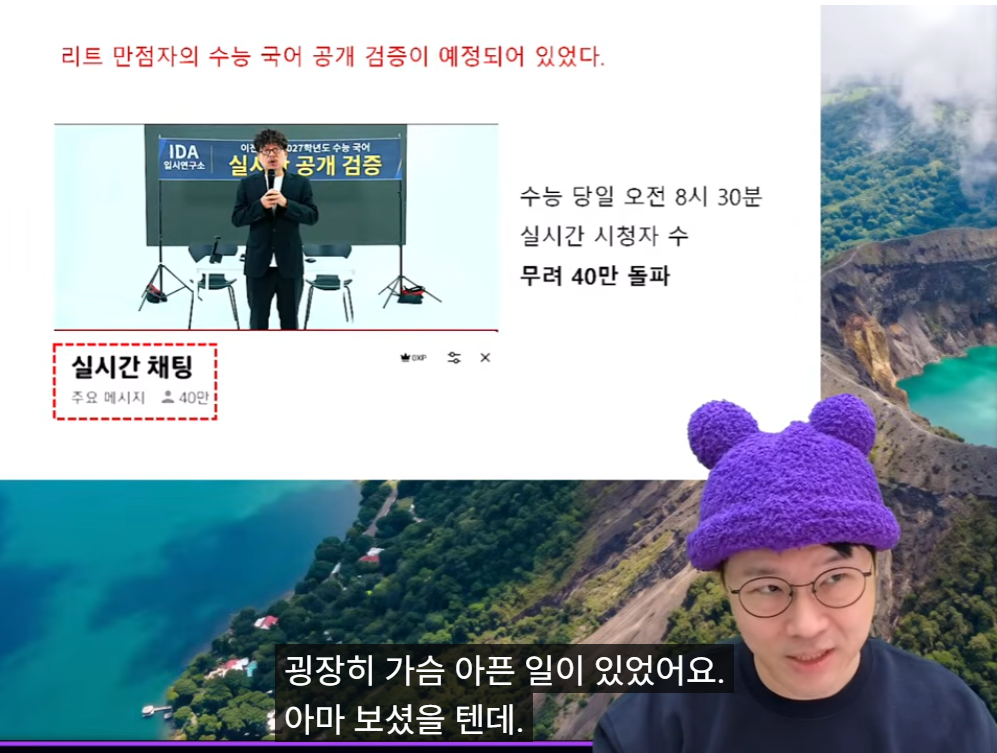 리트 만점자의 수능 국어 공개 검증이 예정되어 있었다.
IDA
입시연구소
027학년도 수능 국어
공개 검증
수능 당일 오전 8시 30분
실시간 시청자 수
무려 40만 돌파
실시간 채팅
주요 메시지 40만
0XP
굉장히 가슴 아픈 일이 있었어요.
아마 보셨을 텐데.